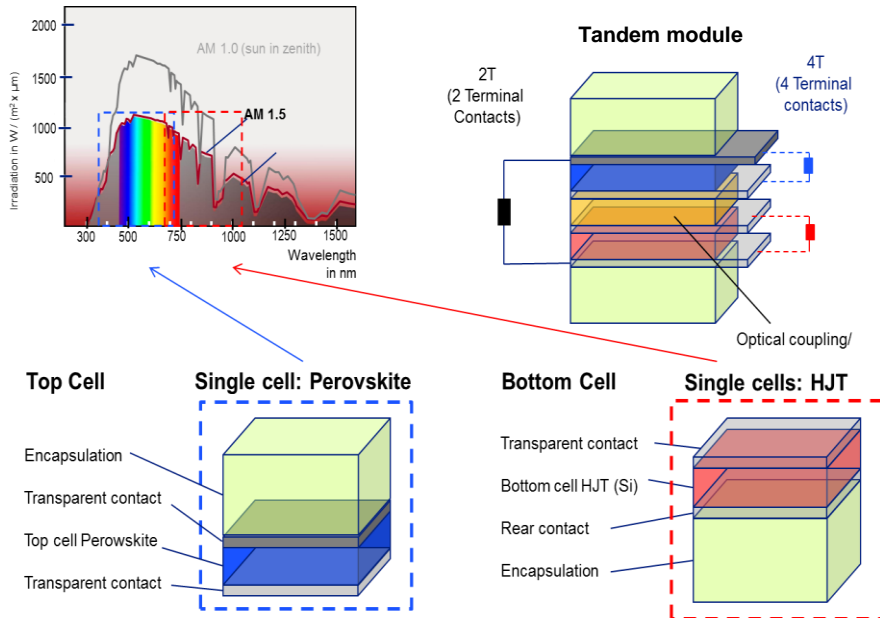 Irradiation in W/ (m² x µm)
2000
1500
1000
500
AM 1.0 (sun in zenith)
AM 1.5
300
500
750
1000
1250
1500
Wavelength
in nm
Tandem module
2T
(2 Terminal
Contacts)
4T
(4 Terminal
contacts)
Optical coupling/
Top Cell
Single cell: Perovskite
Encapsulation
Transparent contact
Top cell Perowskite
Transparent contact
Bottom Cell
Single cells: HJT
Transparent contact
Bottom cell HJT (Si)
Rear contact
Encapsulation